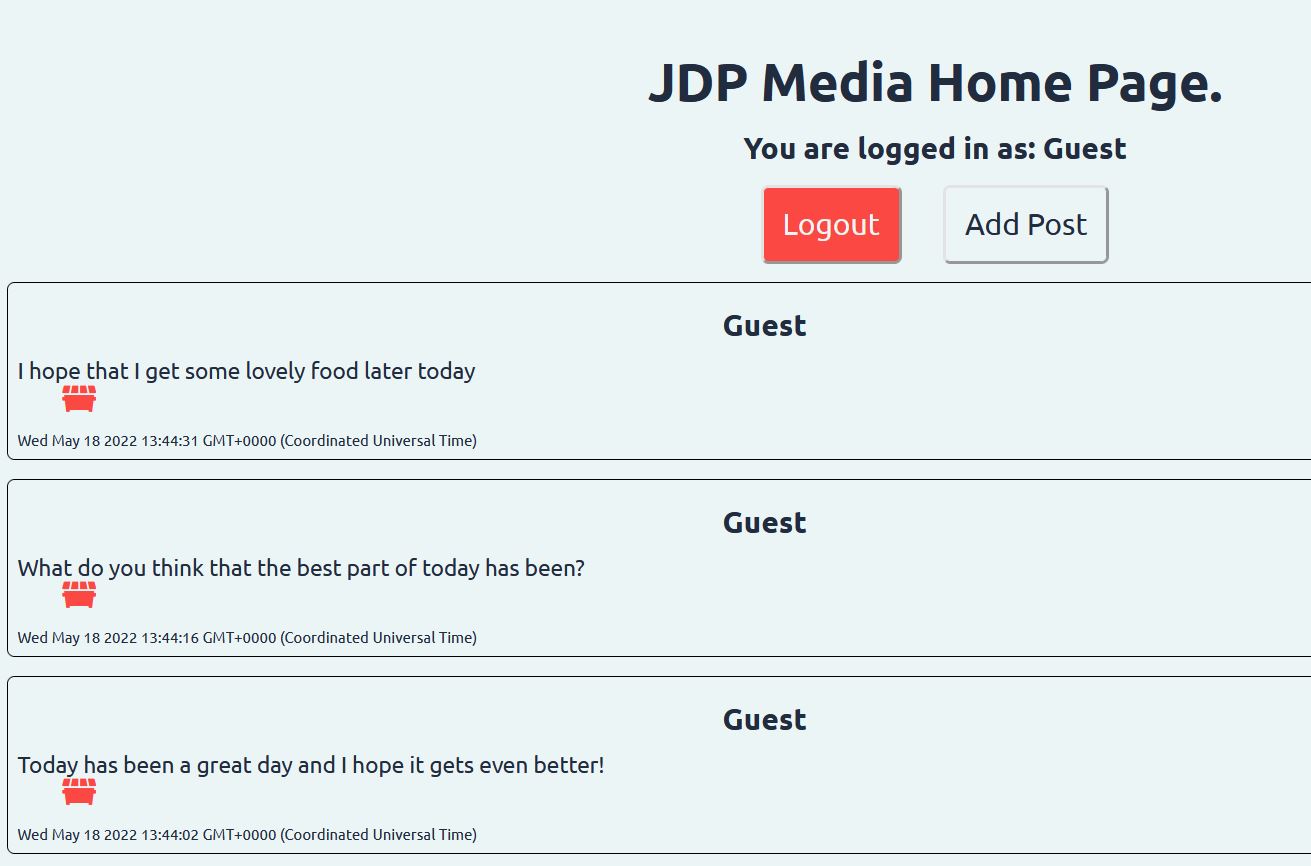 JDP Media Home Page.
You are logged in as: Guest
Logout Add Post
Guest
I hope that I get some lovely food later today
Wed May 18 2022 13:44:31 GMT+0000 (Coordinated Universal Time)
Guest
What do you think that the best part of today has been?
Wed May 18 2022 13:44:16 GMT+0000 (Coordinated Universal Time)
Guest
Today has been a great day and I hope it gets even better!
Wed May 18 2022 13:44:02 GMT+0000 (Coordinated Universal Time)